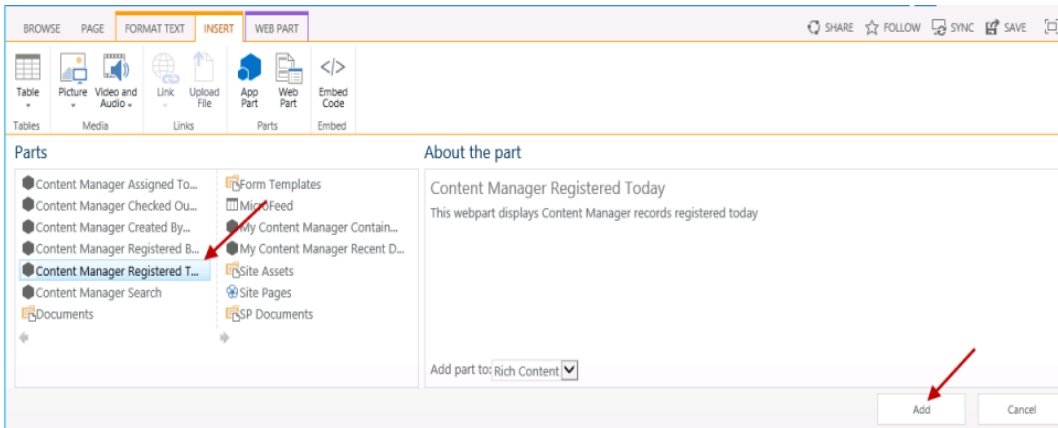 BROWSE PAGE FORMAT TEXT INSERT WEB PART SHARE FOLLOW SYNC SAVE
Table Picture Video and Audio Link Upload File App Part Web Part Embed Code
Tables Media Links Parts Embed
Parts
Content Manager Assigned To...
Content Manager Checked Ou...
Content Manager Created By...
Content Manager Registered B...
Content Manager Registered T...
Content Manager Search
Documents
Form Templates
MicroFeed
My Content Manager Contain...
My Content Manager Recent D...
Site Assets
Site Pages
SP Documents
About the part
Content Manager Registered Today
This webpart displays Content Manager records registered today
Add part to: Rich Content
Add Cancel